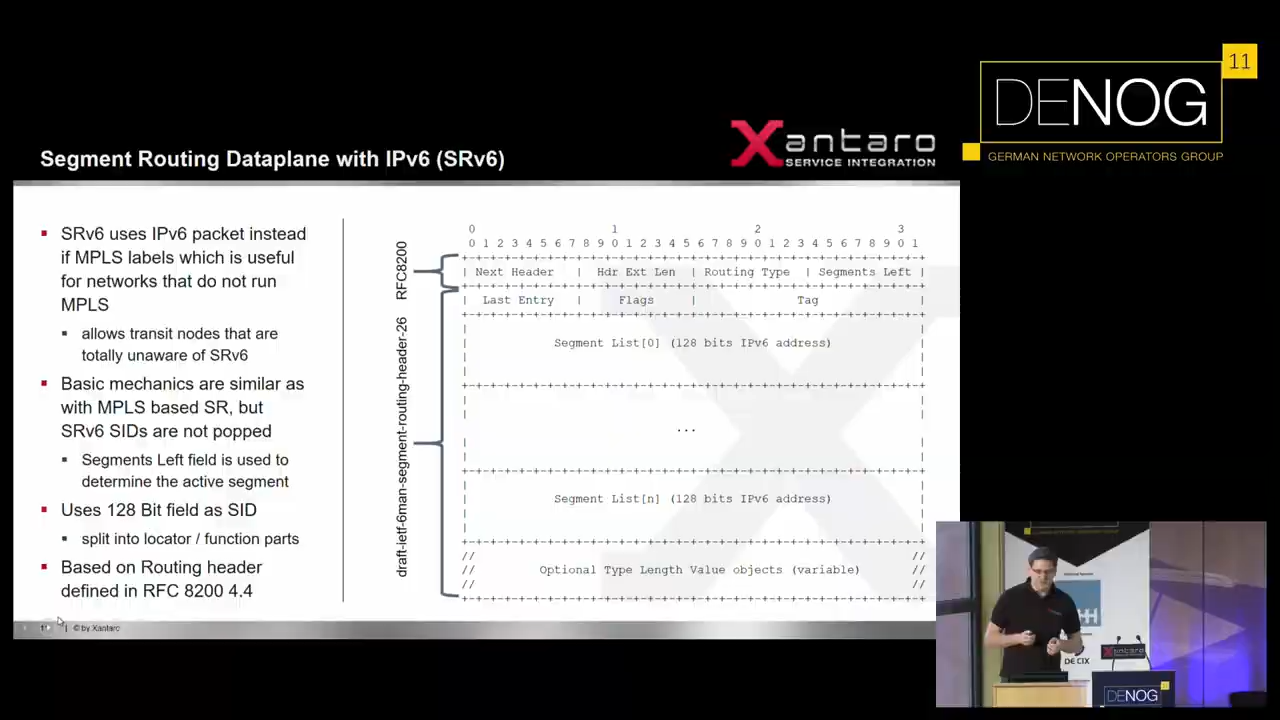 Segment Routing Dataplane with IPv6 (SRv6)
Xantaro
SERVICE INTEGRATION
DENOG
11
GERMAN NETWORK OPERATORS GROUP
SRv6 uses IPv6 packet instead
if MPLS labels which is useful
for networks that do not run
MPLS
allows transit nodes that are
totally unaware of SRv6
Basic mechanics are similar as
with MPLS based SR, but
SRv6 SIDs are not popped
Segments Left field is used to
determine the active segment
Uses 128 Bit field as SID
split into locator / function parts
Based on Routing header
defined in RFC 8200 4.4
RFC8200
draft-ietf-6man-segment-routing-header-26
0 1 2 3
0 1 2 3 4 5 6 7 8 9 0 1 2 3 4 5 6 7 8 9 0 1 2 3 4 5 6 7 8 9 0 1
| Next Header | Hdr Ext Len | Routing Type | Segments Left |
| Last Entry | Flags | Tag |
Segment List[0] (128 bits IPv6 address)
...
Segment List[n] (128 bits IPv6 address)
// //
// Optional Type Length Value objects (variable) //
// //
| © by Xantaro
DE CIX
Xantaro
DENOG